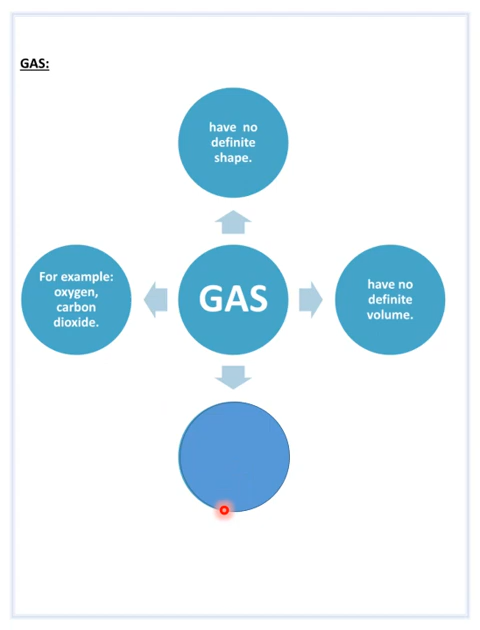 GAS:
have no
definite
shape.
For example:
oxygen,
carbon
dioxide.
GAS
have no
definite
volume.